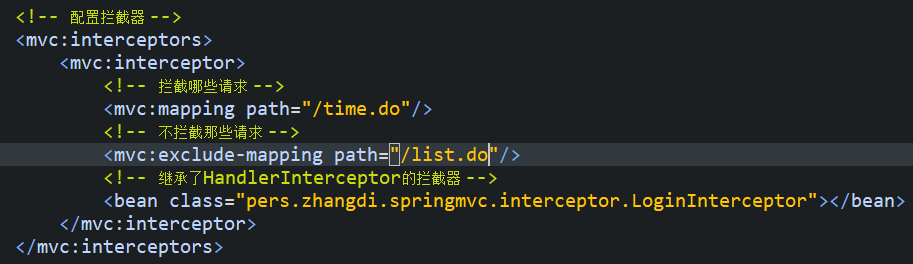 <!-- 配置拦截器 -->
<mvc:interceptors>
    <mvc:interceptor>
        <!-- 拦截哪些请求 -->
        <mvc:mapping path="/time.do"/>
        <!-- 不拦截那些请求 -->
        <mvc:exclude-mapping path="/list.do"/>
        <!-- 继承了HandlerInterceptor的拦截器 -->
        <bean class="pers.zhangdi.springmvc.interceptor.LoginInterceptor"></bean>
    </mvc:interceptor>
</mvc:interceptors>